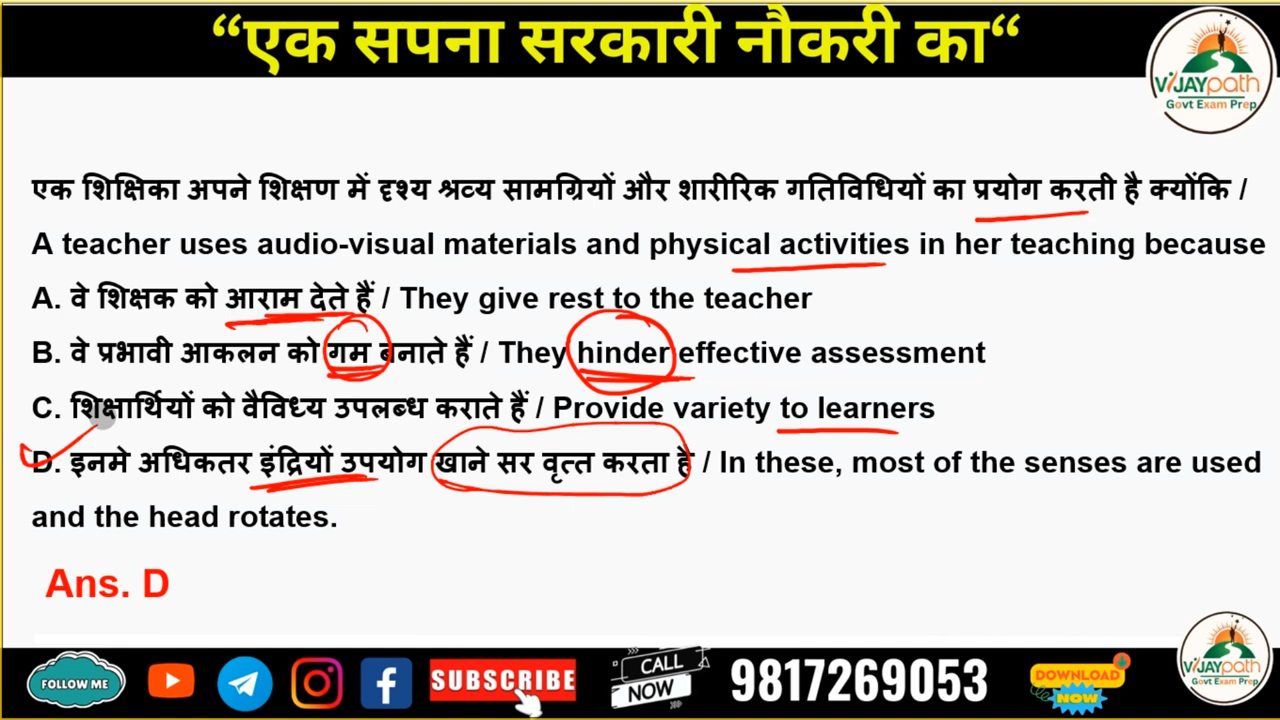 “एक सपना सरकारी नौकरी का“
ViJAYpath
Govt Exam Prep
एक शिक्षिका अपने शिक्षण में दृश्य श्रव्य सामग्रियों और शारीरिक गतिविधियों का प्रयोग करती है क्योंकि /
A teacher uses audio-visual materials and physical activities in her teaching because
A. वे शिक्षक को आराम देते हैं / They give rest to the teacher
B. वे प्रभावी आकलन को गम बनाते हैं / They hinder effective assessment
C. शिक्षार्थियों को वैविध्य उपलब्ध कराते हैं / Provide variety to learners
D. इनमे अधिकतर इंद्रियों उपयोग खाने सर वृत्त करता है / In these, most of the senses are used
and the head rotates.
Ans. D
FOLLOW ME
SUBSCRIBE
CALL
NOW
9817269053
DOWNLOAD
NOW
ViJAYpath
Govt Exam Prep